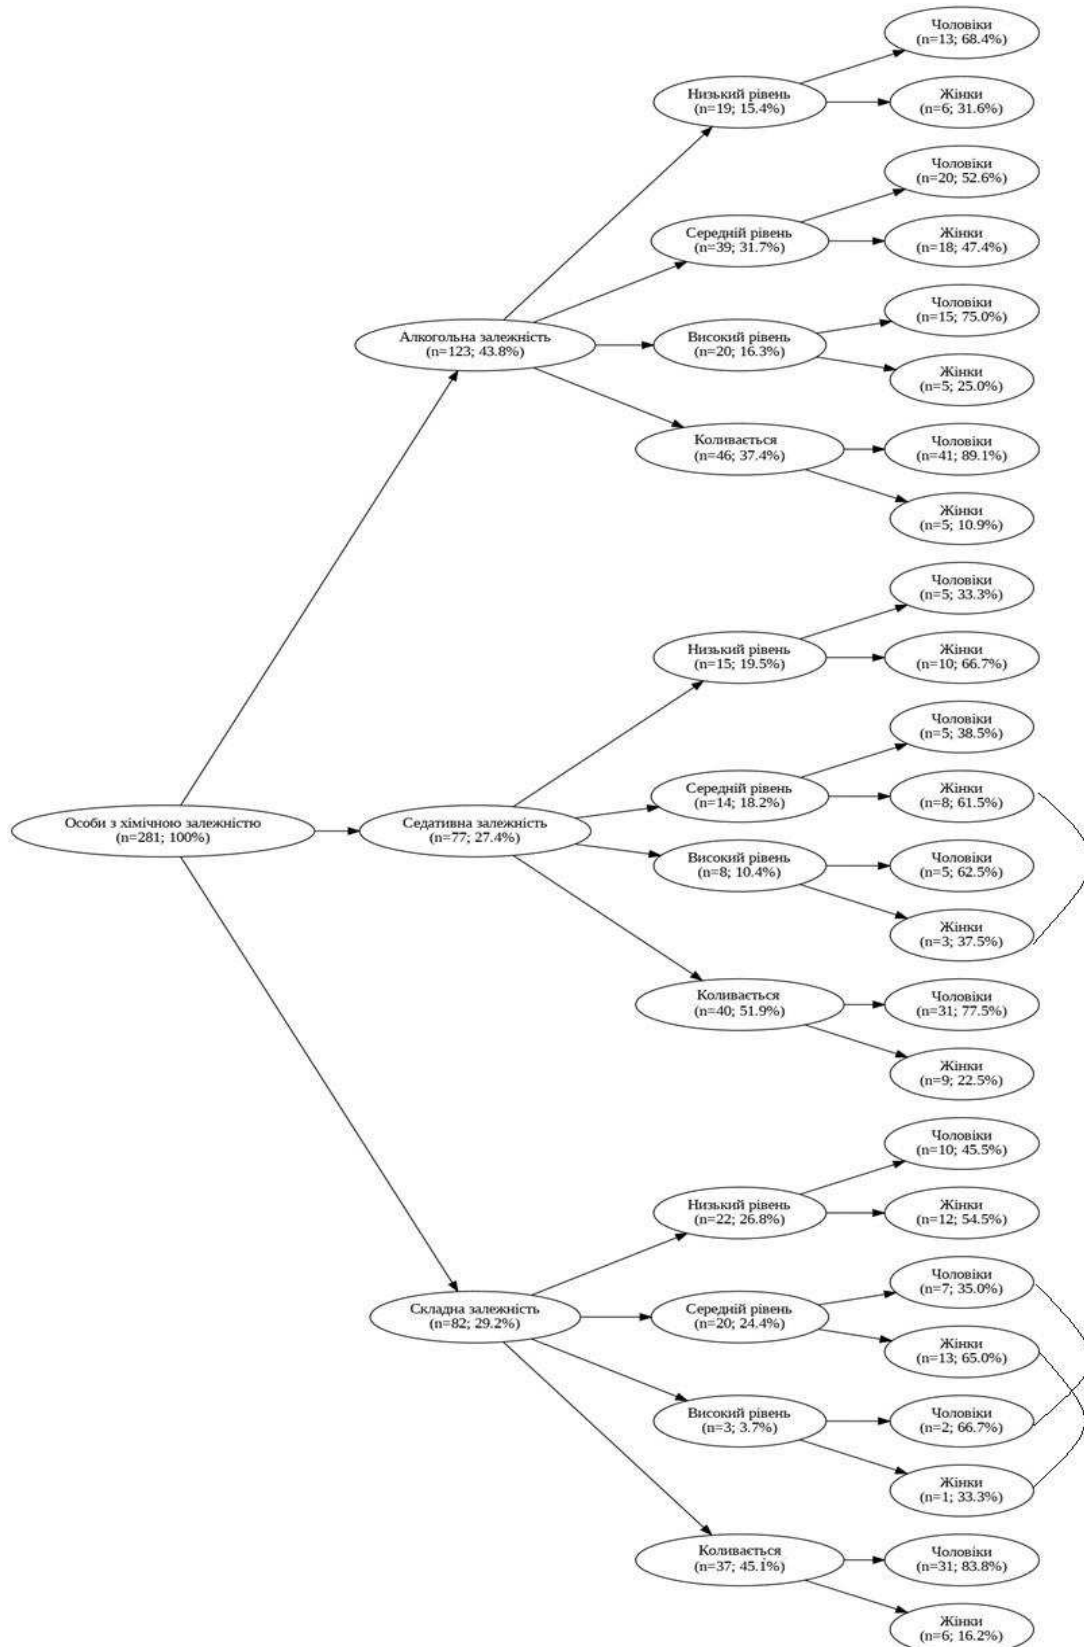 Чоловіки
(n=13; 68.4%)
Низький рівень
(n=19; 15.4%)
Жінки
(n=6; 31.6%)
Чоловіки
(n=20; 52.6%)
Середній рівень
(n=39; 31.7%)
Жінки
(n=18; 47.4%)
Чоловіки
(n=15; 75.0%)
Алкогольна залежність
(n=123; 43.8%)
Високий рівень
(n=20; 16.3%)
Жінки
(n=5; 25.0%)
Коливається
(n=46; 37.4%)
Чоловіки
(n=41; 89.1%)
Жінки
(n=5; 10.9%)
Чоловіки
(n=5; 33.3%)
Низький рівень
(n=15; 19.5%)
Жінки
(n=10; 66.7%)
Чоловіки
(n=5; 38.5%)
Середній рівень
(n=14; 18.2%)
Жінки
(n=8; 61.5%)
Особи з хімічною залежністю
(n=281; 100%)
Седативна залежність
(n=77; 27.4%)
Високий рівень
(n=8; 10.4%)
Чоловіки
(n=5; 62.5%)
Жінки
(n=3; 37.5%)
Коливається
(n=40; 51.9%)
Чоловіки
(n=31; 77.5%)
Жінки
(n=9; 22.5%)
Чоловіки
(n=10; 45.5%)
Низький рівень
(n=22; 26.8%)
Жінки
(n=12; 54.5%)
Чоловіки
(n=7; 35.0%)
Складна залежність
(n=82; 29.2%)
Середній рівень
(n=20; 24.4%)
Жінки
(n=13; 65.0%)
Високий рівень
(n=3; 3.7%)
Чоловіки
(n=2; 66.7%)
Жінки
(n=1; 33.3%)
Коливається
(n=37; 45.1%)
Чоловіки
(n=31; 83.8%)
Жінки
(n=6; 16.2%)